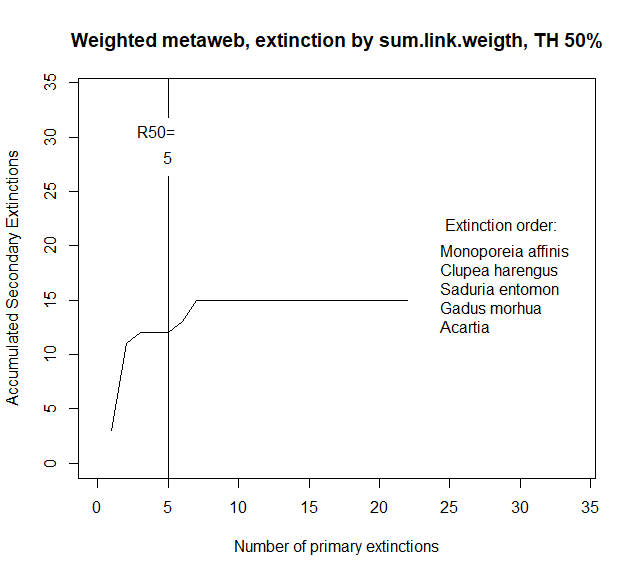 Weighted metaweb, extinction by sum.link.weigth, TH 50%
35
30
25
20
15
10
5
0
Accumulated Secondary Extinctions
R50=
5
Extinction order:
Monoporeia affinis
Clupea harengus
Saduria entomon
Gadus morhua
Acartia
0 5 10 15 20 25 30 35
Number of primary extinctions